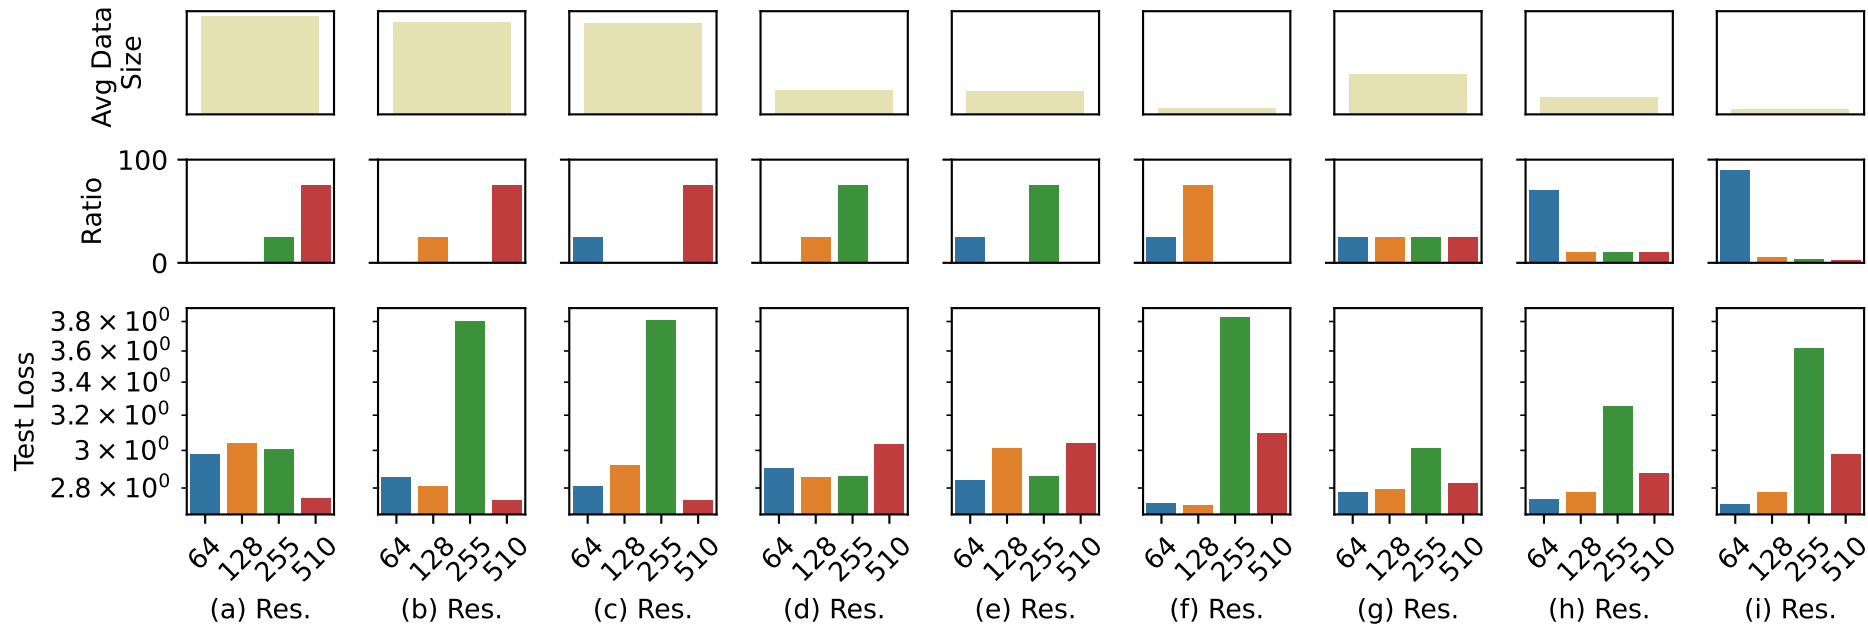 Avg Data
Size
Ratio
100
0
Test Loss
3.8 × 10⁰
3.6 × 10⁰
3.4 × 10⁰
3.2 × 10⁰
3 × 10⁰
2.8 × 10⁰
64 128 255 510 64 128 255 510 64 128 255 510 64 128 255 510 64 128 255 510 64 128 255 510 64 128 255 510 64 128 255 510 64 128 255 510
(a) Res. (b) Res. (c) Res. (d) Res. (e) Res. (f) Res. (g) Res. (h) Res. (i) Res.